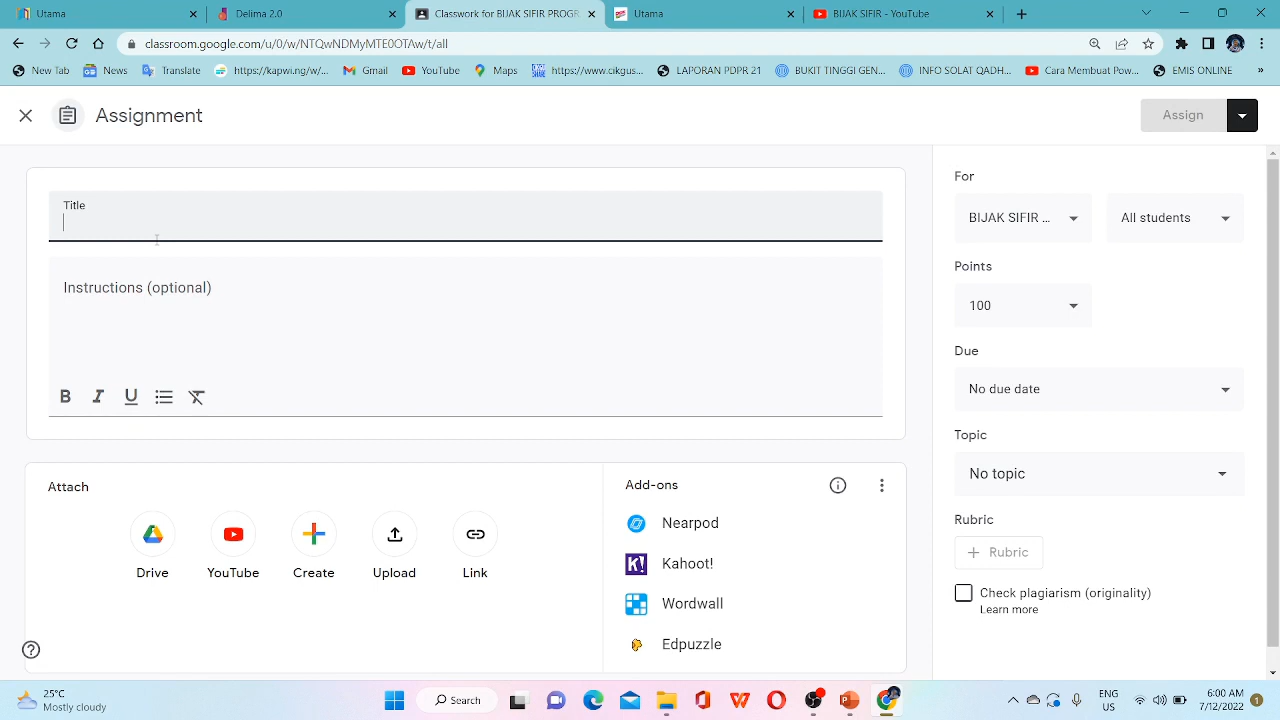 Utama
Delima 2.0
Classwork for BIJAK SIFIR PROGR
Utama
BIJAK SIFIR - YouTube
classroom.google.com/u/0/w/NTQwNDMyMTE0OTAw/t/all
New Tab
News
Translate
https://kapwing/w/...
Gmail
YouTube
Maps
https://www.cikgus...
LAPORAN PDPR 21
BUKIT TINGGI GEN...
INFO SOLAT QADH...
Cara Membuat Pow...
EMIS ONLINE
Assignment
Assign
Title
Instructions (optional)
B I U
For
BIJAK SIFIR ...
All students
Points
100
Due
No due date
Topic
No topic
Rubric
+ Rubric
Check plagiarism (originality)
Learn more
Attach
Drive
YouTube
Create
Upload
Link
Add-ons
Nearpod
Kahoot!
Wordwall
Edpuzzle
25°C
Mostly cloudy
Search
ENG
US
6:00 AM
7/12/2022
1